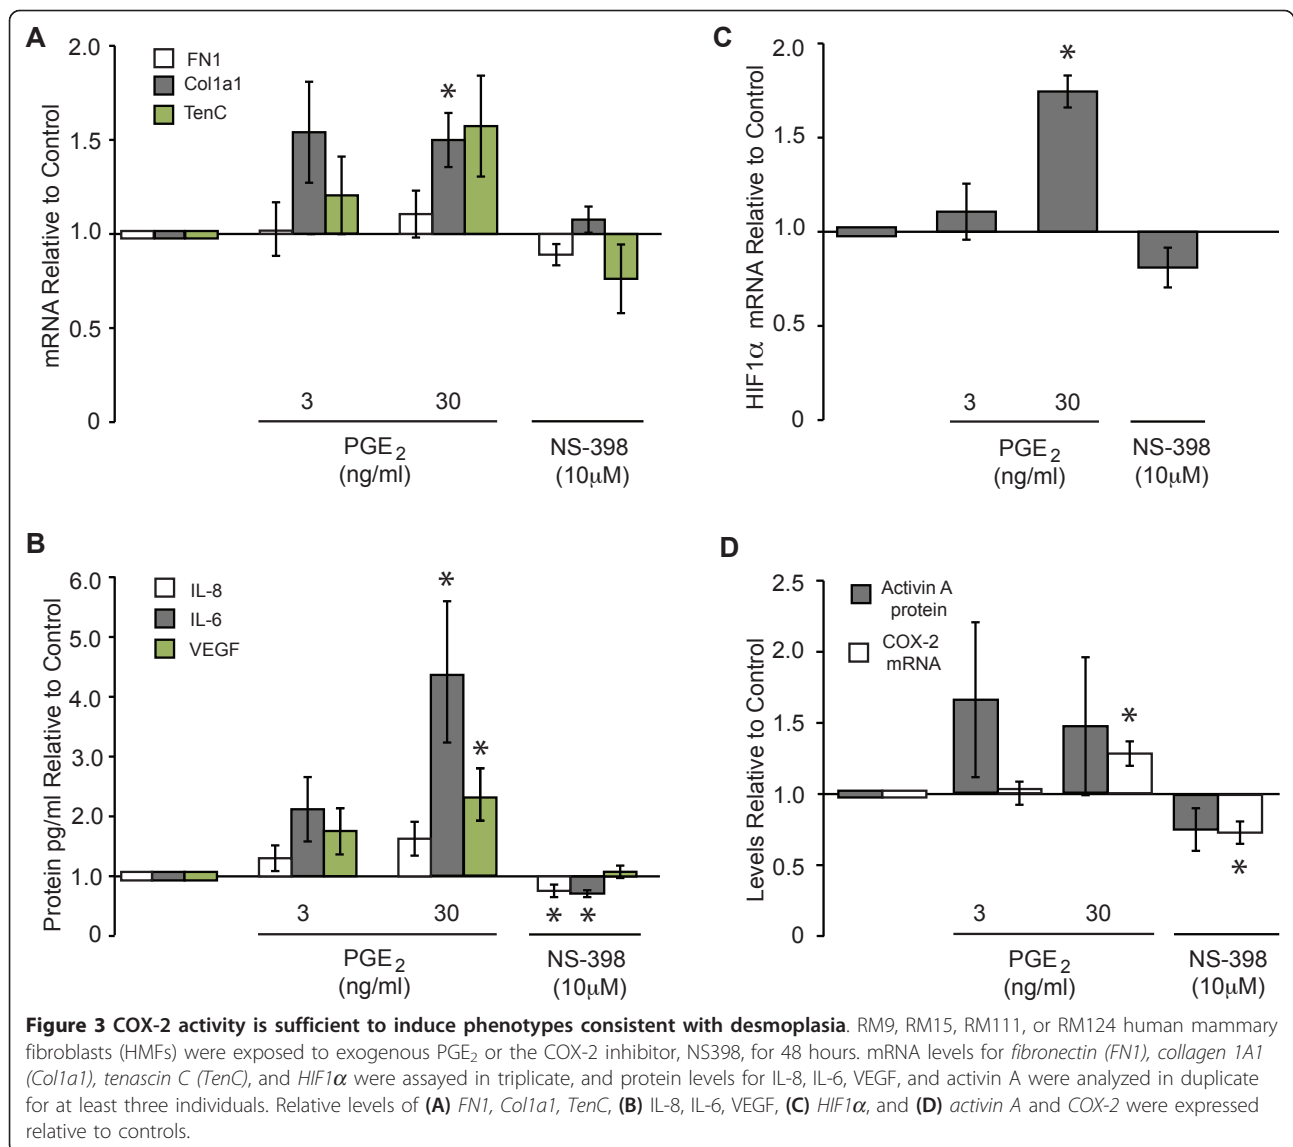 A
2.0
1.5
1.0
0.5
0
mRNA Relative to Control
FN1
Col1a1
TenC
*
3
30
PGE₂
(ng/ml)
NS-398
(10μM)
C
2.0
1.5
1.0
0.5
0
HIF1α mRNA Relative to Control
*
3
30
PGE₂
(ng/ml)
NS-398
(10μM)
B
6.0
5.0
4.0
3.0
2.0
1.0
0
Protein pg/ml Relative to Control
IL-8
IL-6
VEGF
*
*
* *
3
30
PGE₂
(ng/ml)
NS-398
(10μM)
D
2.5
2.0
1.5
1.0
0.5
0
Levels Relative to Control
Activin A
protein
COX-2
mRNA
*
*
3
30
PGE₂
(ng/ml)
NS-398
(10μM)
Figure 3 COX-2 activity is sufficient to induce phenotypes consistent with desmoplasia. RM9, RM15, RM111, or RM124 human mammary
fibroblasts (HMFs) were exposed to exogenous PGE₂ or the COX-2 inhibitor, NS398, for 48 hours. mRNA levels for fibronectin (FN1), collagen 1A1
(Col1a1), tenascin C (TenC), and HIF1α were assayed in triplicate, and protein levels for IL-8, IL-6, VEGF, and activin A were analyzed in duplicate
for at least three individuals. Relative levels of (A) FN1, Col1a1, TenC, (B) IL-8, IL-6, VEGF, (C) HIF1α, and (D) activin A and COX-2 were expressed
relative to controls.